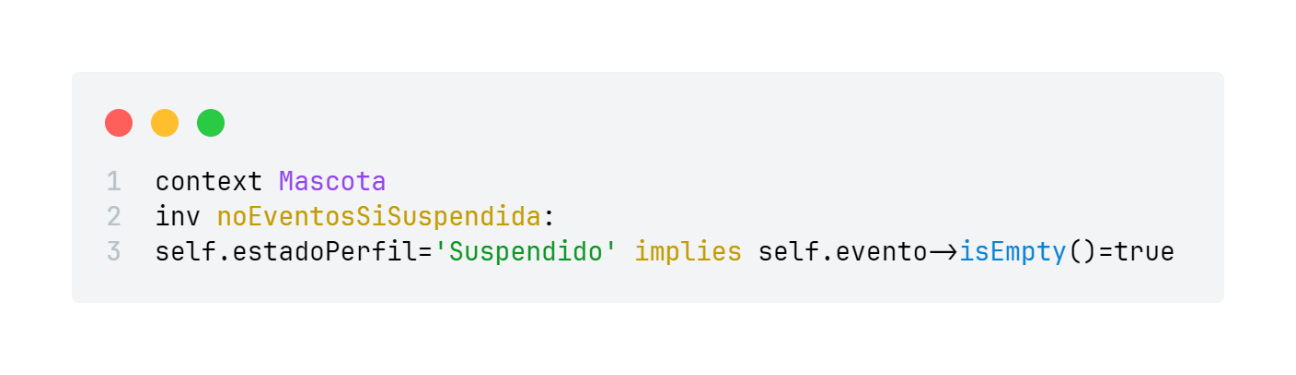 1 context Mascota
2 inv noEventosSiSuspendida:
3 self.estadoPerfil='Suspendido' implies self.evento->isEmpty()=true